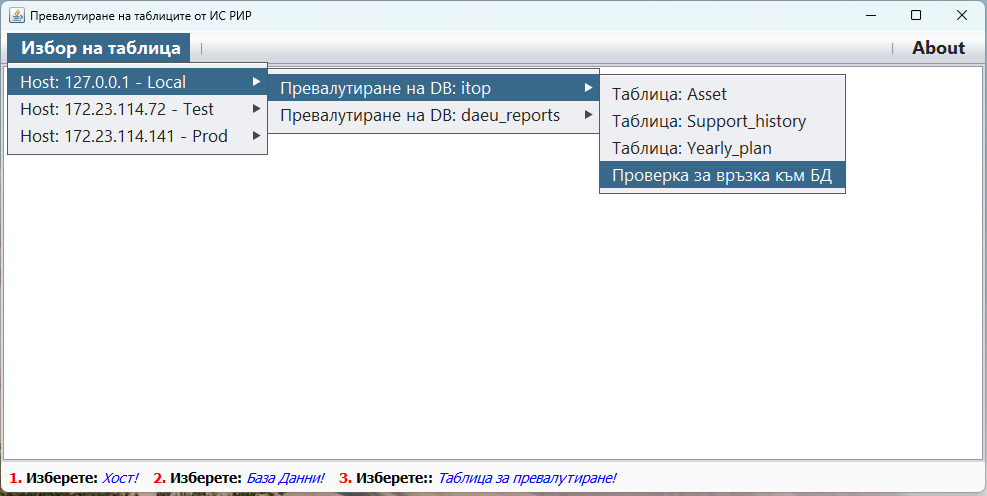 Превалутиране на таблиците от ИС РИР
Избор на таблица | | About
Host: 127.0.0.1 - Local
Host: 172.23.114.72 - Test
Host: 172.23.114.141 - Prod
Превалутиране на DB: itop
Превалутиране на DB: daeu_reports
Таблица: Asset
Таблица: Support_history
Таблица: Yearly_plan
Проверка за връзка към БД
1. Изберете: Хост! 2. Изберете: База Данни! 3. Изберете:: Таблица за превалутиране!